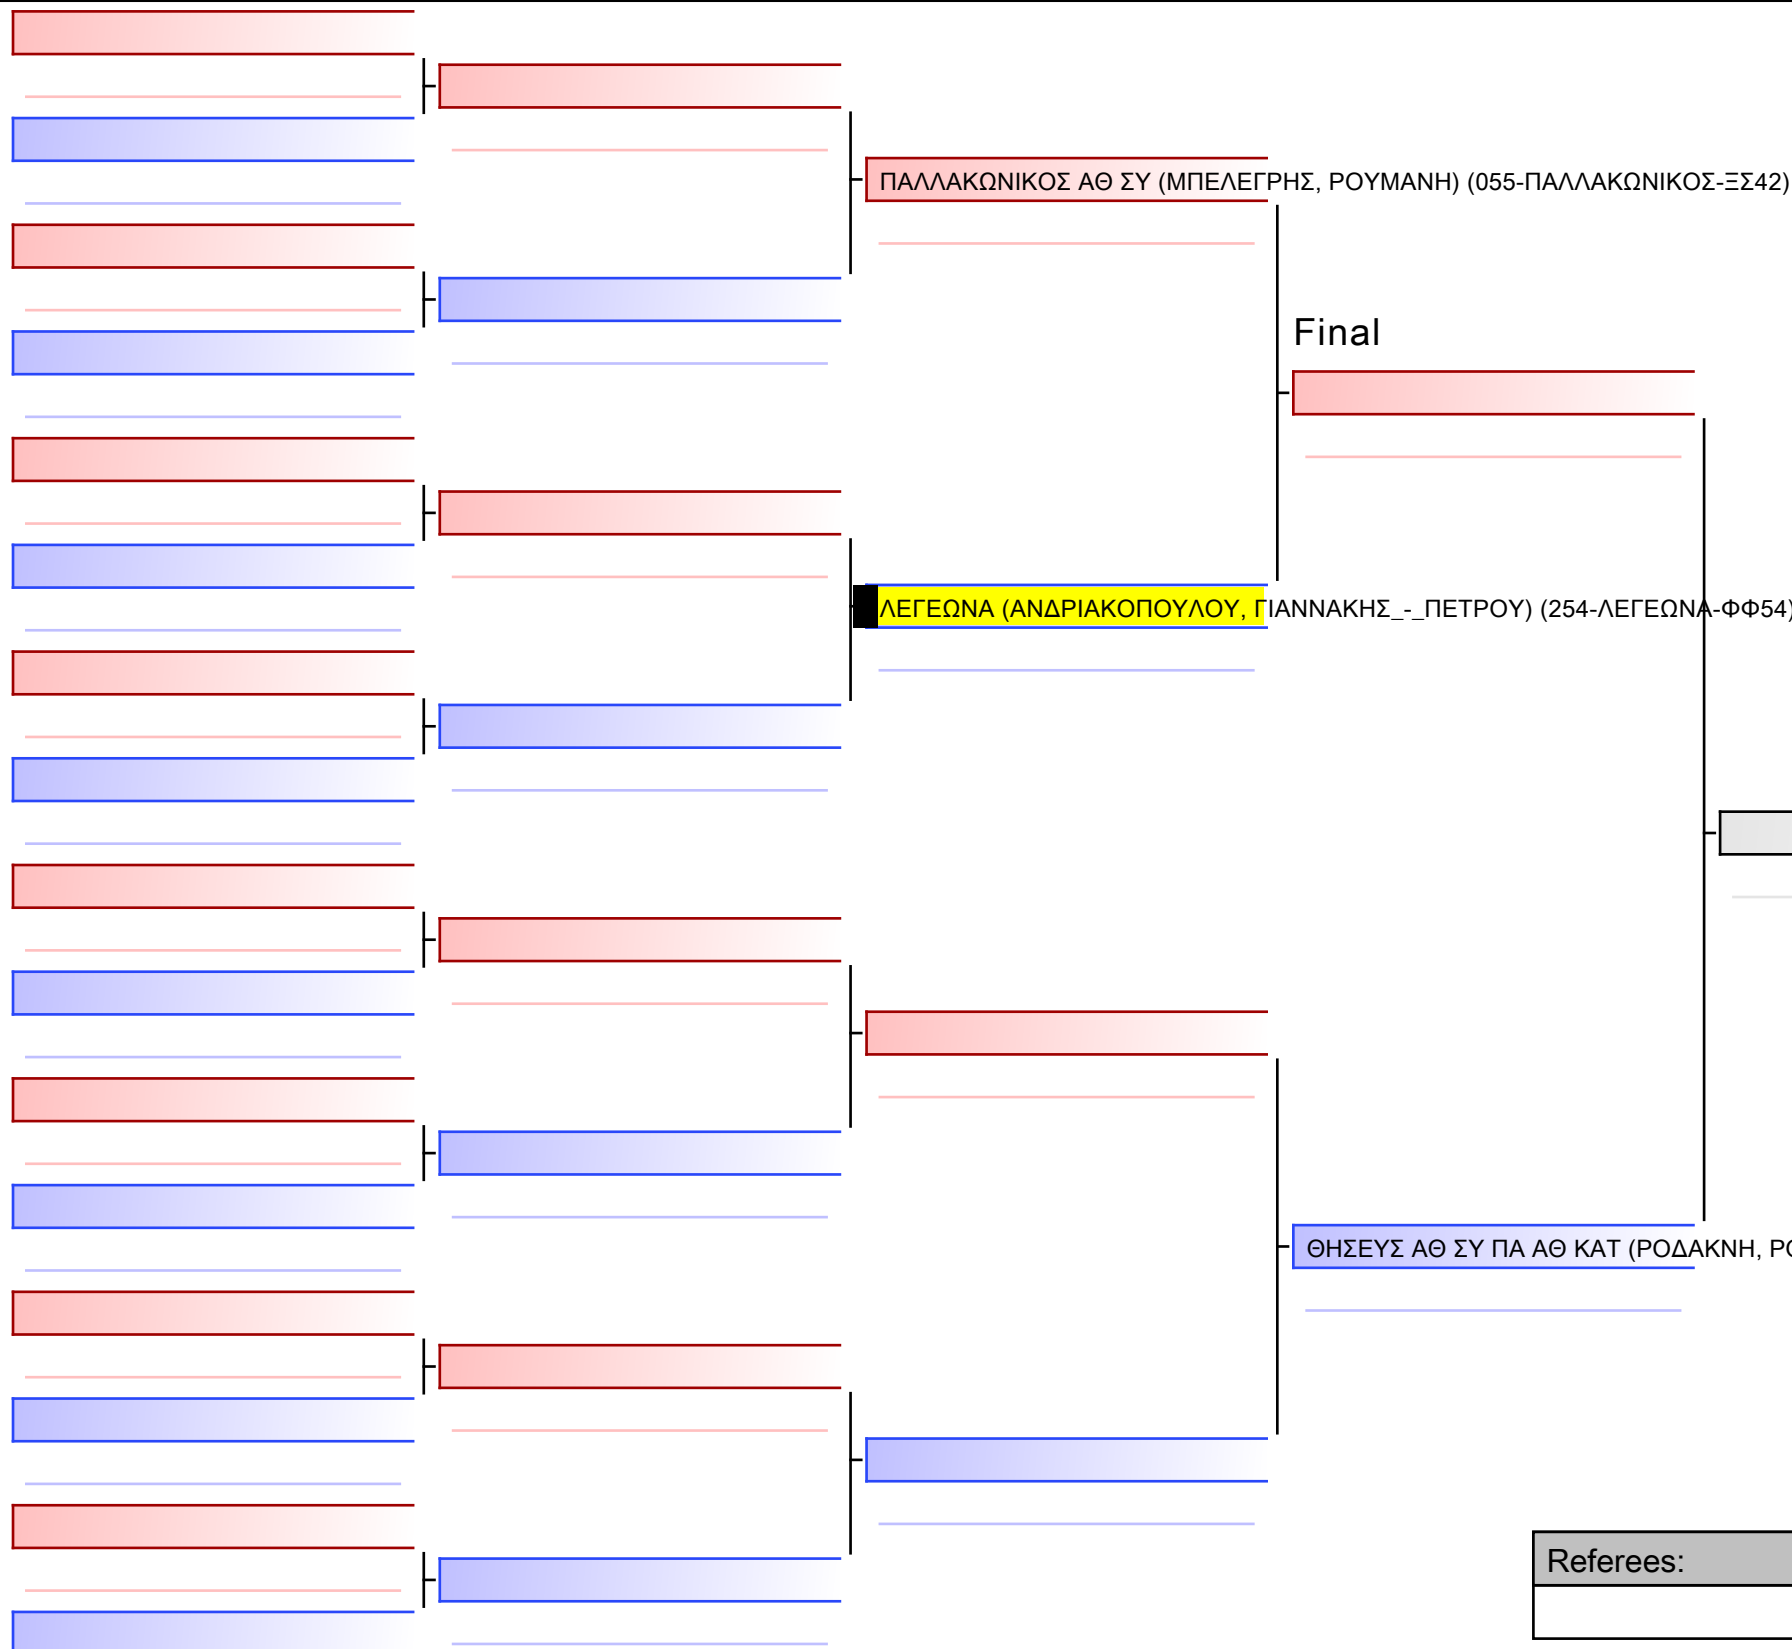 ΠΑΛΛΑΚΩΝΙΚΟΣ ΑΘ ΣΥ (ΜΠΕΛΕΓΡΗΣ, ΡΟΥΜΑΝΗ) (055-ΠΑΛΛΑΚΩΝΙΚΟΣ-ΞΣ42)
Final
ΛΕΓΕΩΝΑ (ΑΝΔΡΙΑΚΟΠΟΥΛΟΥ, ΓΙΑΝΝΑΚΗΣ_-_ΠΕΤΡΟΥ) (254-ΛΕΓΕΩΝΑ-ΦΦ54)
ΘΗΣΕΥΣ ΑΘ ΣΥ ΠΑ ΑΘ ΚΑΤ (ΡΟΔΑΚΝΗ,
Referees: